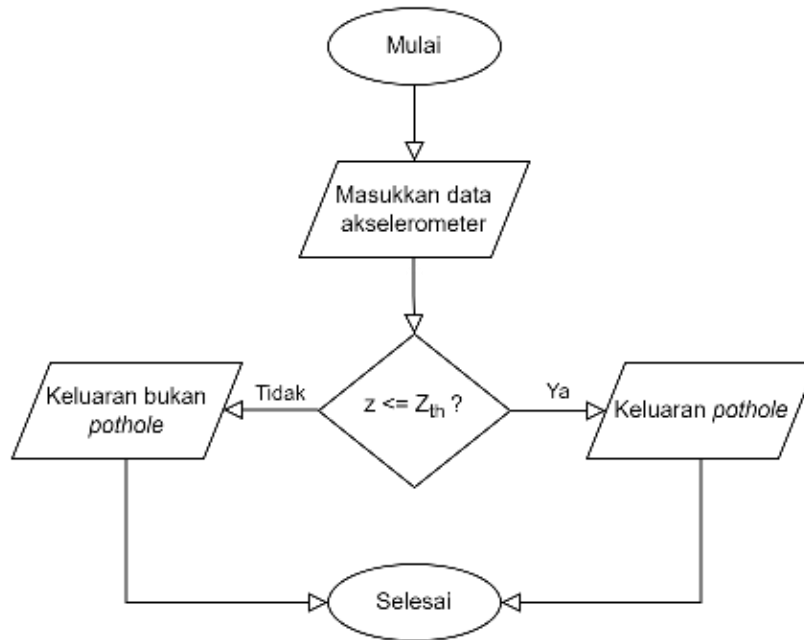 Mulai
Masukkan data
akselerometer
z <= Zth ?
Tidak
Ya
Keluaran bukan
pothole
Keluaran pothole
Selesai